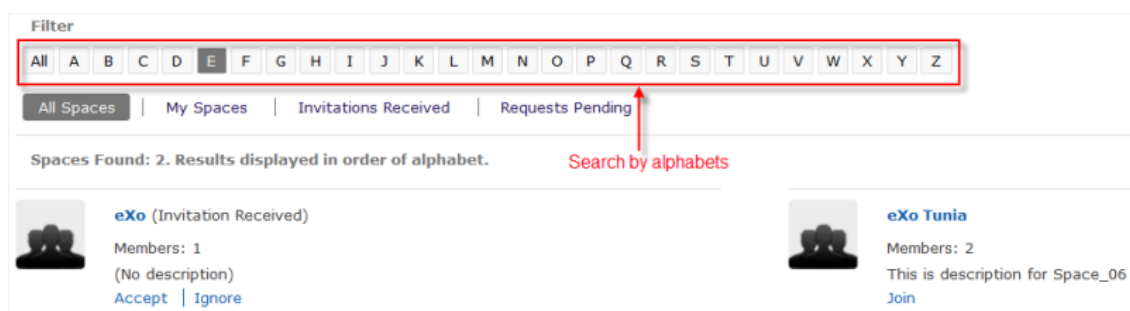 Filter
All A B C D E F G H I J K L M N O P Q R S T U V W X Y Z
All Spaces | My Spaces | Invitations Received | Requests Pending
Spaces Found: 2. Results displayed in order of alphabet.
Search by alphabets
eXo (Invitation Received)
Members: 1
(No description)
Accept | Ignore
eXo Tunia
Members: 2
This is description for Space_06
Join